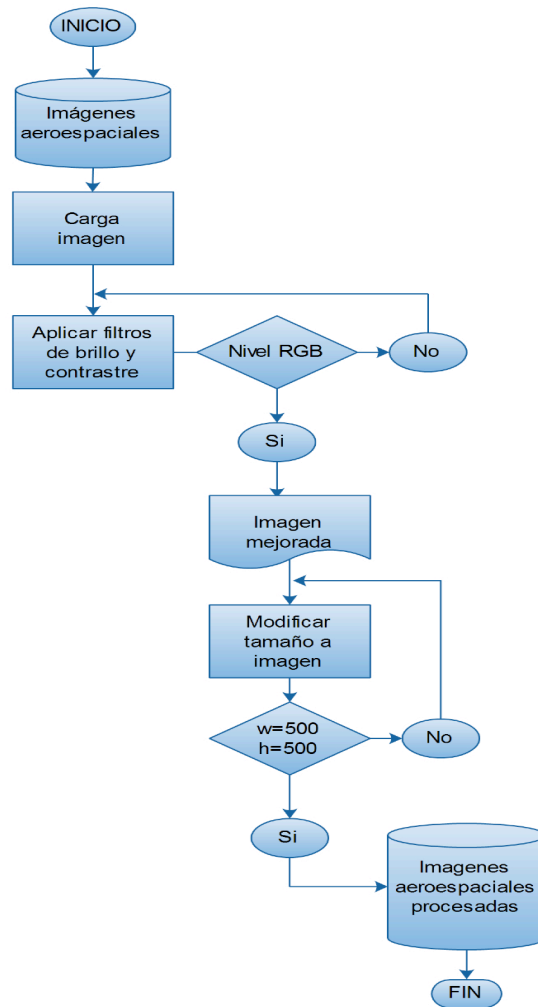 INICIO
Imágenes
aeroespaciales
Carga
imagen
Aplicar filtros
de brillo y
contrastre
Nivel RGB
No
Si
Imagen
mejorada
Modificar
tamaño a
imagen
w=500
h=500
No
Si
Imagenes
aeroespaciales
procesadas
FIN